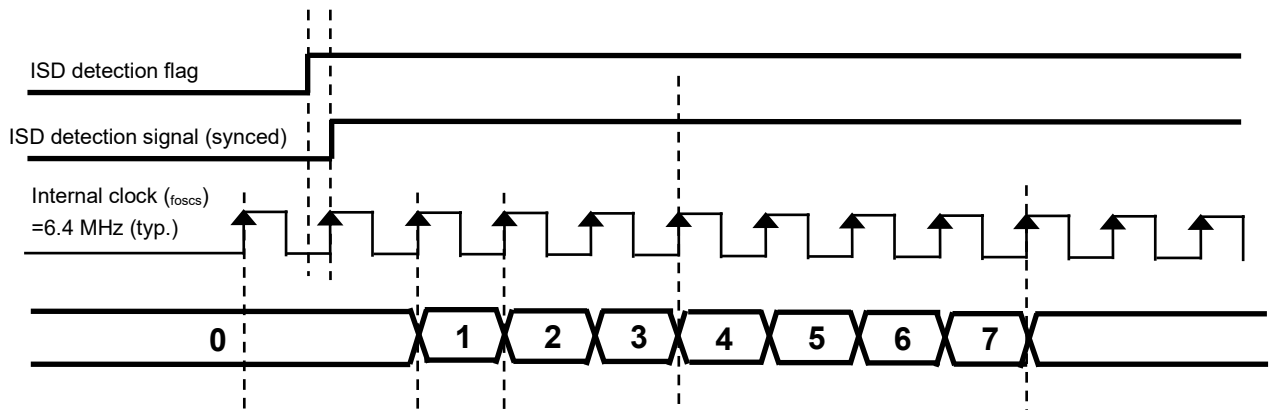 ISD detection flag
ISD detection signal (synced)
Internal clock (foscs)
=6.4 MHz (typ.)
0 1 2 3 4 5 6 7